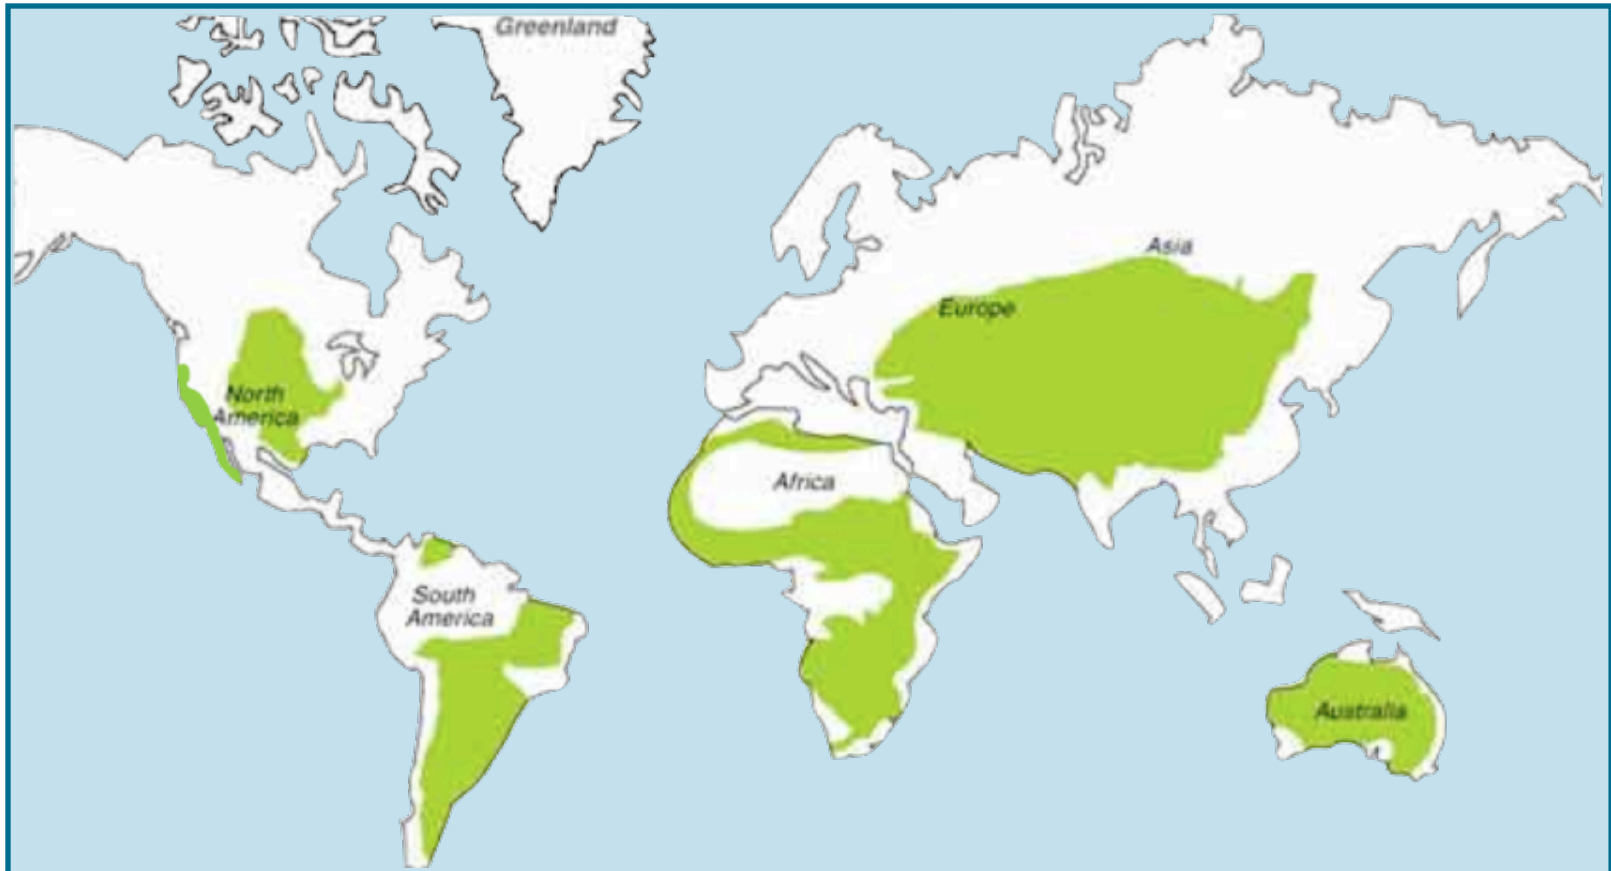 Greenland
Asia
Europe
North
America
Africa
South
America
Australia